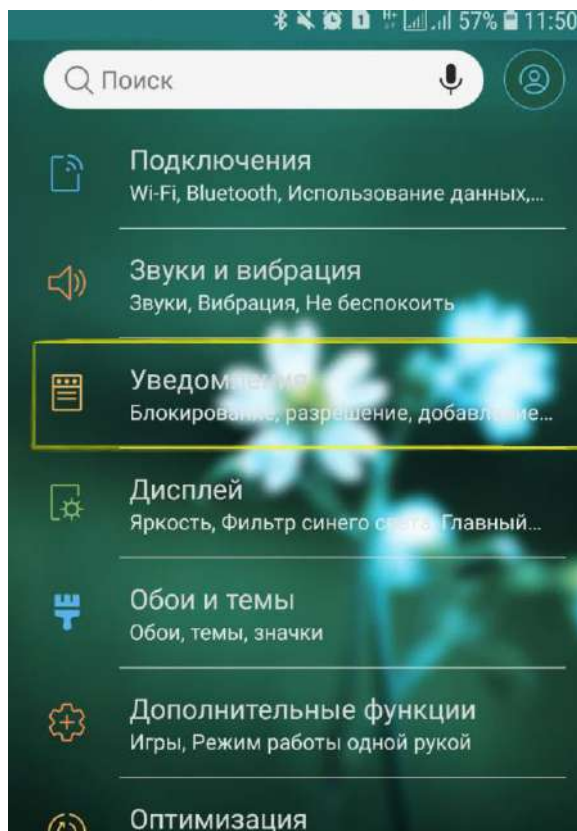 1 H+ 57% 11:50
Поиск
Подключения
Wi-Fi, Bluetooth, Использование данных,...
Звуки и вибрация
Звуки, Вибрация, Не беспокоить
Уведомления
Блокирование, разрешение, добавление...
Дисплей
Яркость, Фильтр синего света, Главный...
Обои и темы
Обои, темы, значки
Дополнительные функции
Игры, Режим работы одной рукой
Оптимизация